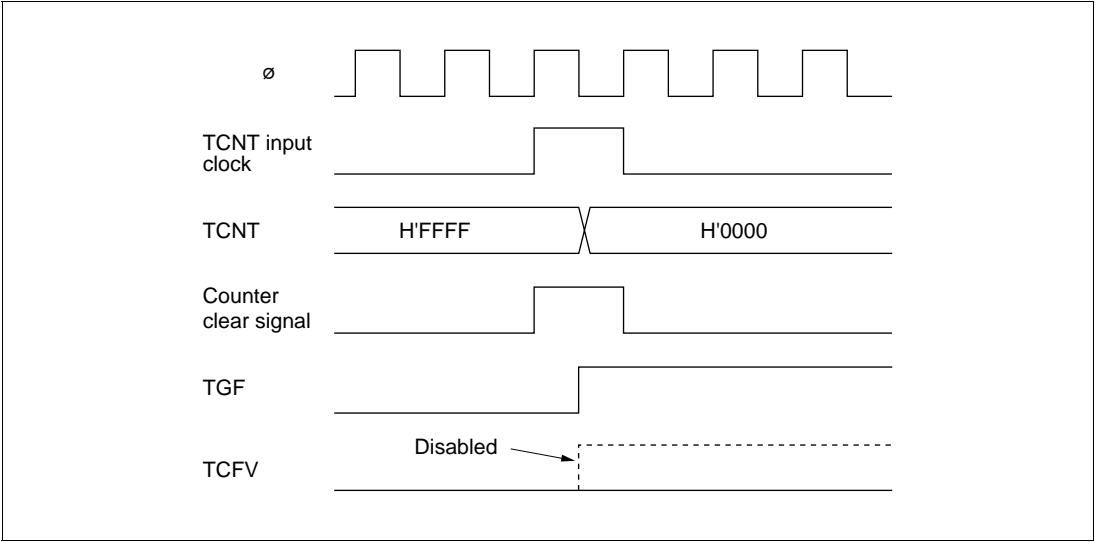 ø
TCNT input
clock
TCNT
H'FFFF
H'0000
Counter
clear signal
TGF
Disabled
TCFV